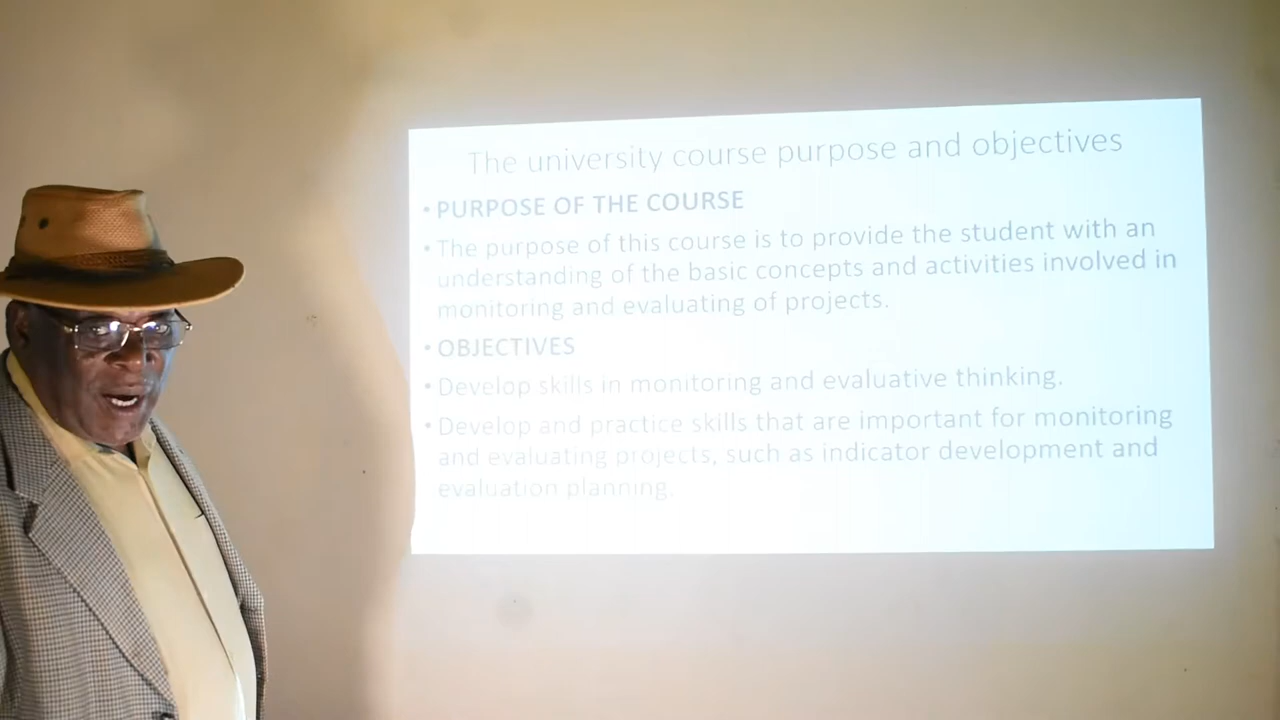 The university course purpose and objectives
• PURPOSE OF THE COURSE
• The purpose of this course is to provide the student with an
understanding of the basic concepts and activities involved in
monitoring and evaluating of projects.
• OBJECTIVES
• Develop skills in monitoring and evaluative thinking.
• Develop and practice skills that are important for monitoring
and evaluating projects, such as indicator development and
evaluation planning.